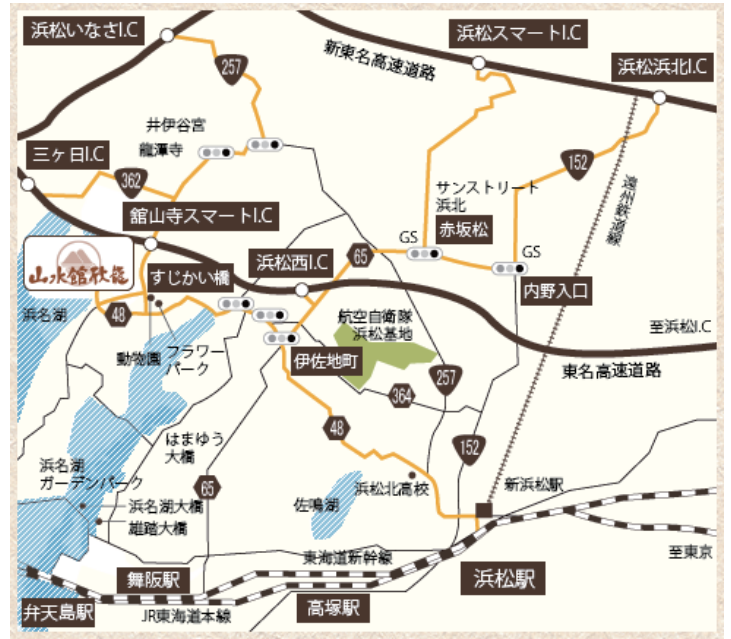 浜松いなさI.C
浜松スマートI.C
新東名高速道路
浜松浜北I.C
257
井伊谷宮
龍潭寺
三ヶ日I.C
362
152
遠州鉄道線
サンストリート
浜北
舘山寺スマートI.C
赤坂松
GS
65
浜松西I.C
GS
山水館欣龍
すじかい橋
内野入口
浜名湖
48
航空自衛隊
浜松基地
至浜松I.C
動物園
フラワー
パーク
伊佐地町
東名高速道路
257
364
48
はまゆう
大橋
152
浜名湖
ガーデンパーク
65
浜松北高校
新浜松駅
浜名湖大橋
雄踏大橋
佐鳴湖
東海道新幹線
至東京
舞阪駅
浜松駅
弁天島駅
JR東海道本線
高塚駅